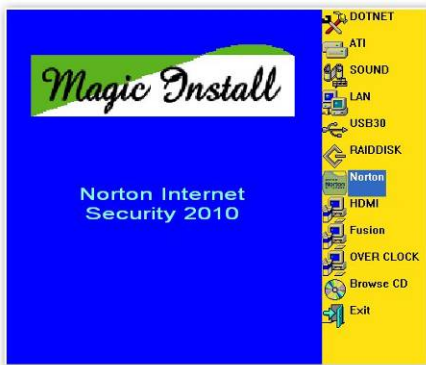 Magic Install
Norton Internet
Security 2010
DOTNET
ATI
SOUND
LAN
USB30
RAIDDISK
Norton
HDMI
Fusion
OVER CLOCK
Browse CD
Exit